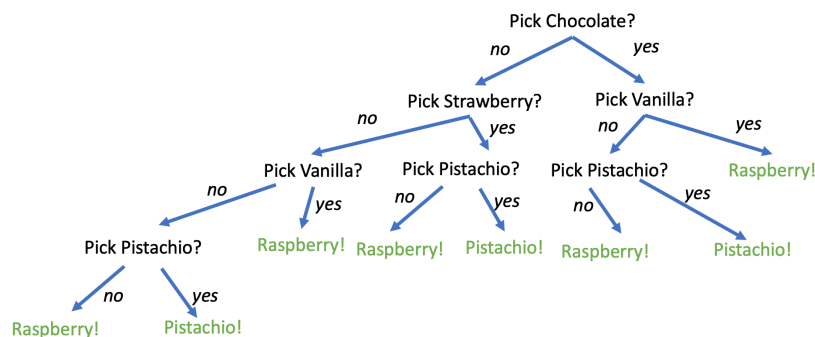 Pick Chocolate?
no
yes
Pick Strawberry?
Pick Vanilla?
no
yes
no
yes
Pick Vanilla?
Pick Pistachio?
Pick Pistachio?
Raspberry!
no
yes
no
yes
no
yes
Pick Pistachio?
Raspberry!
Raspberry!
Pistachio!
Raspberry!
Pistachio!
no
yes
Raspberry!
Pistachio!